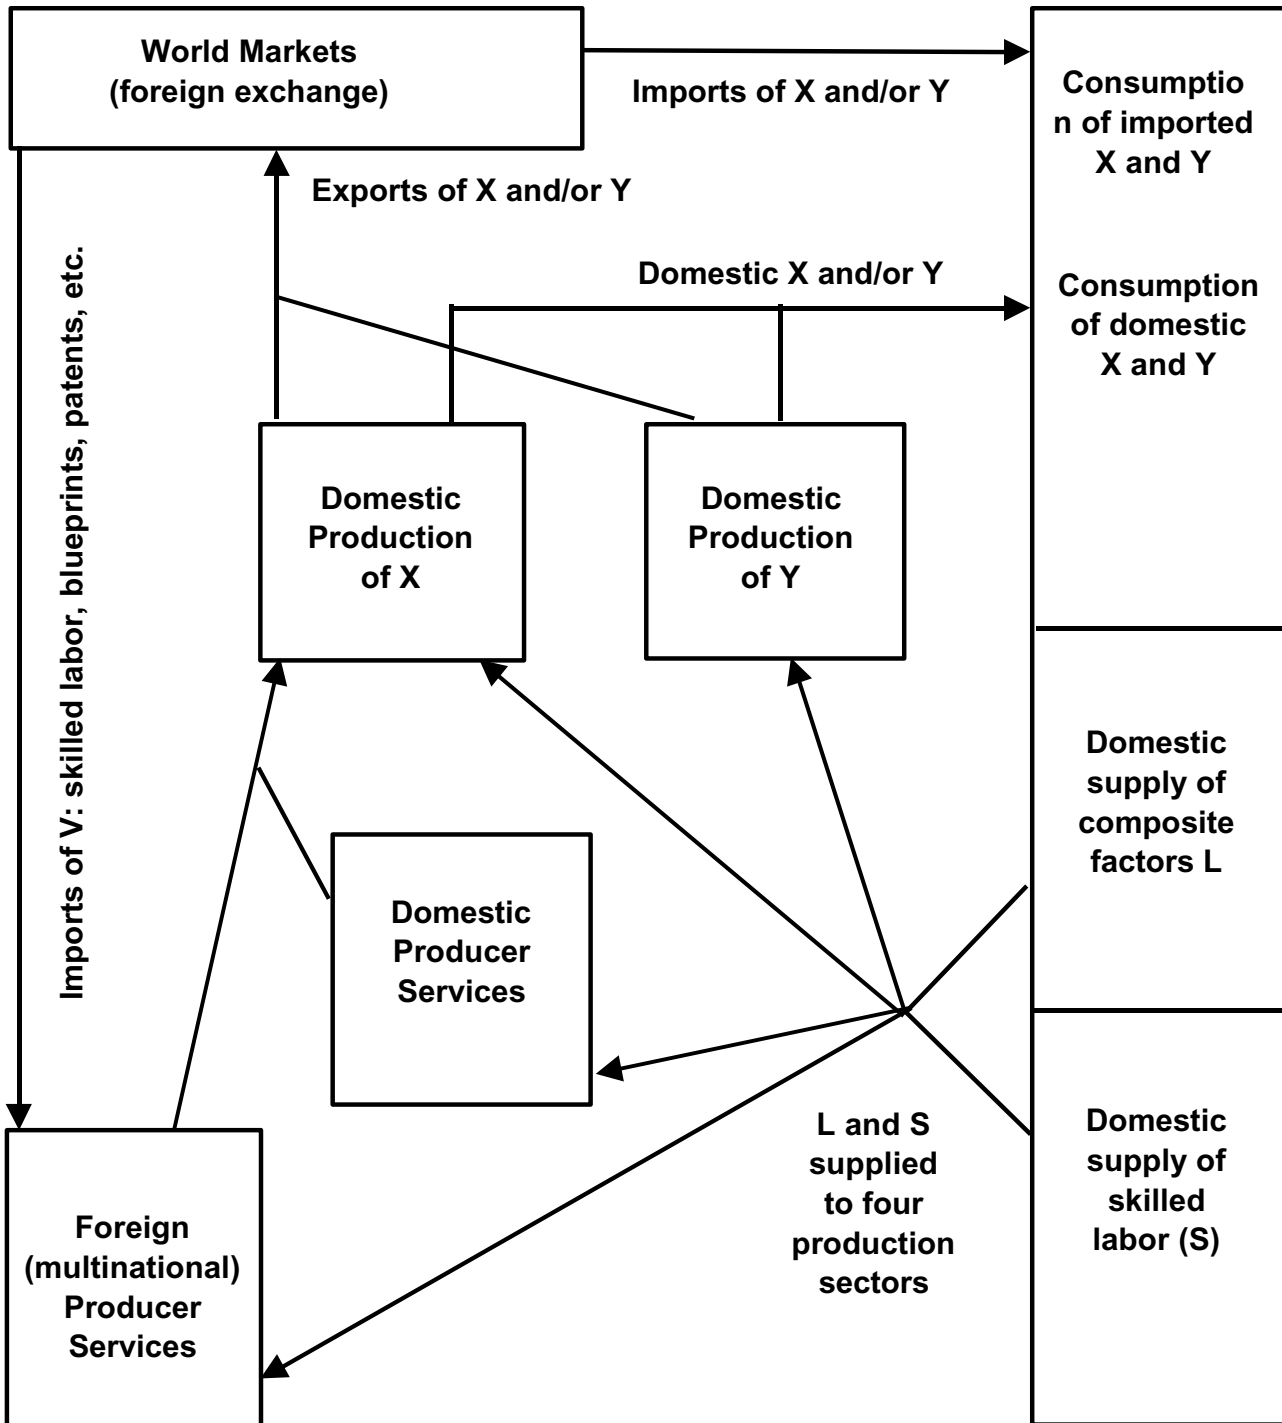 World Markets
(foreign exchange)
Imports of X and/or Y
Consumptio
n of imported
X and Y
Exports of X and/or Y
Domestic X and/or Y
Consumption
of domestic
X and Y
Imports of V: skilled labor, blueprints, patents, etc.
Domestic
Production
of X
Domestic
Production
of Y
Domestic
supply of
composite
factors L
Domestic
Producer
Services
L and S
supplied
to four
production
sectors
Domestic
supply of
skilled
labor (S)
Foreign
(multinational)
Producer
Services